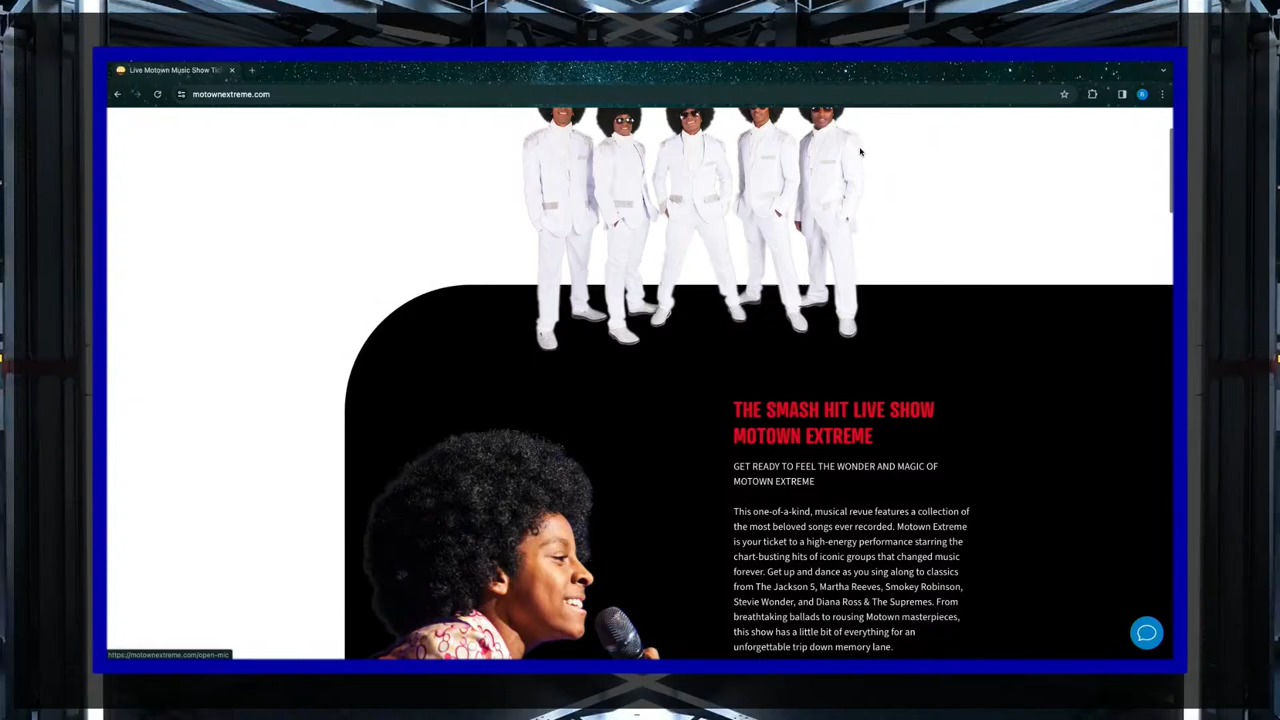 Live Motown Music Show Tic
motownextreme.com
THE SMASH HIT LIVE SHOW
MOTOWN EXTREME
GET READY TO FEEL THE WONDER AND MAGIC OF
MOTOWN EXTREME
This one-of-a-kind, musical revue features a collection of
the most beloved songs ever recorded. Motown Extreme
is your ticket to a high-energy performance starring the
chart-busting hits of iconic groups that changed music
forever. Get up and dance as you sing along to classics
from The Jackson 5, Martha Reeves, Smokey Robinson,
Stevie Wonder, and Diana Ross & The Supremes. From
breathtaking ballads to rousing Motown masterpieces,
this show has a little bit of everything for an
unforgettable trip down memory lane.
https://motownextreme.com/open-mic